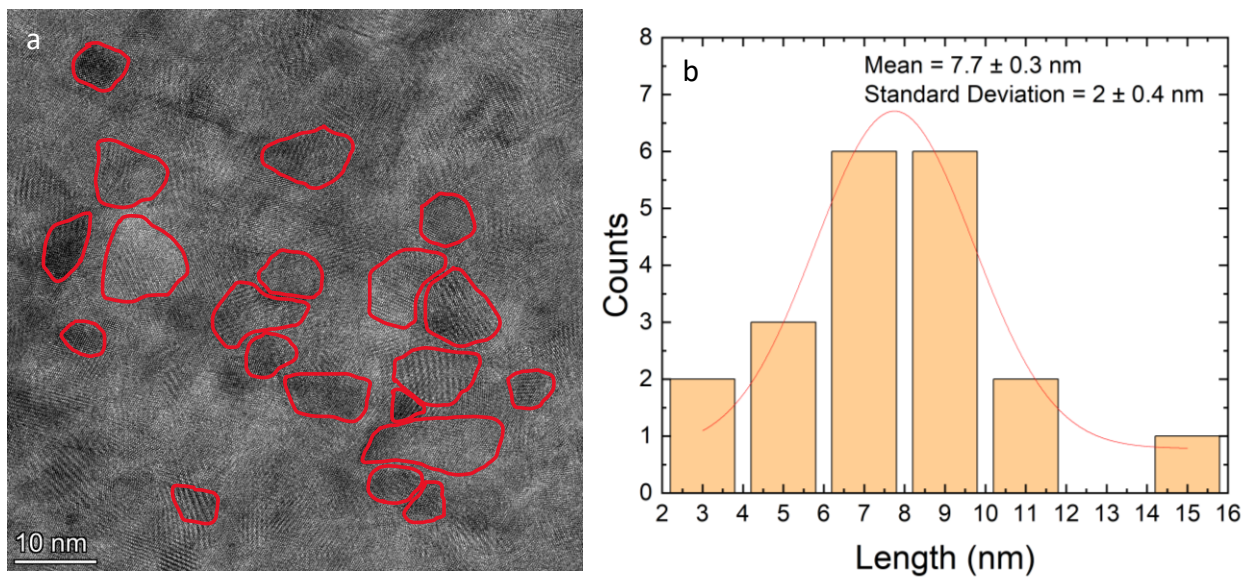 a
10 nm
b
Mean = 7.7 ± 0.3 nm
Standard Deviation = 2 ± 0.4 nm
8
7
6
5
4
3
2
1
0
Counts
2 3 4 5 6 7 8 9 10 11 12 13 14 15 16
Length (nm)